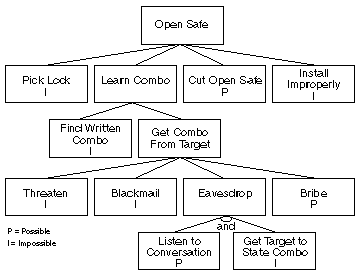 Open Safe
Pick Lock
I
Learn Combo
Cut Open Safe
P
Install
Improperly
I
Find Written
Combo
I
Get Combo
From Target
Threaten
I
Blackmail
I
Eavesdrop
Bribe
P
and
P = Possible
I = Impossible
Listen to
Conversation
P
Get Target to
State Combo
I